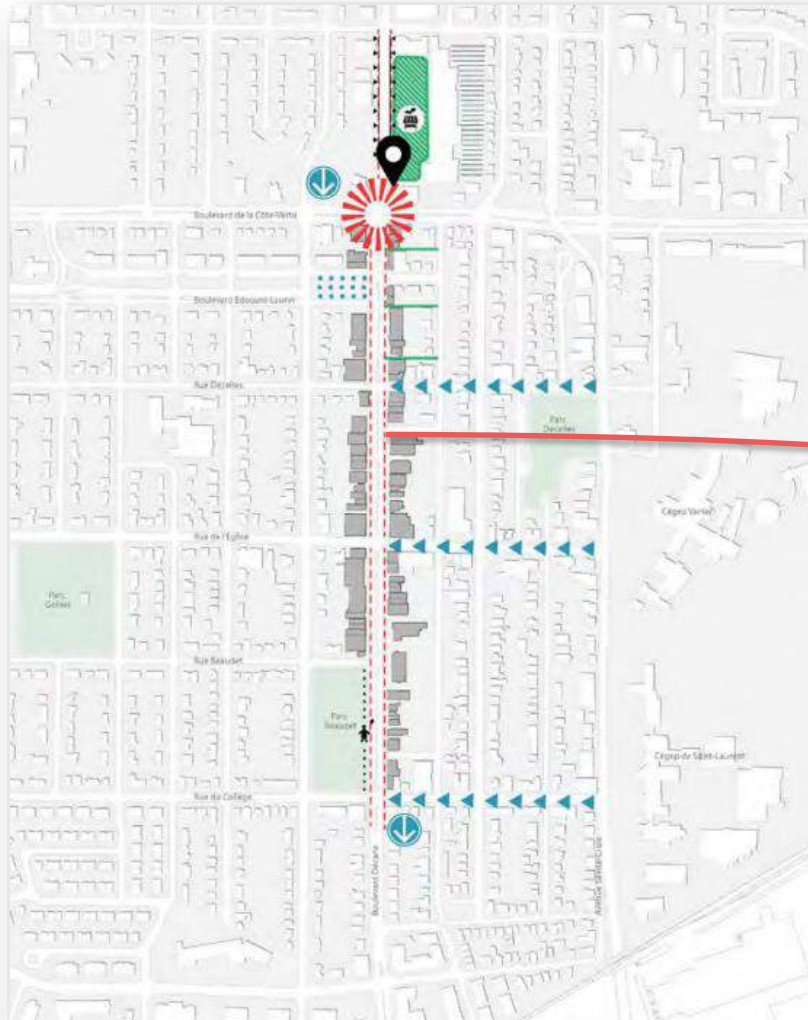 Boulevard de la Côte-Vertu
Boulevard Édouard-Laurin
Rue Decelles
Parc
Decelles
Cégep Vanier
Rue de l'Église
Parc
Gohier
Rue Beaudet
Parc
Beaudet
Cégep de Saint-Laurent
Rue du Collège
Boulevard Décarie
Avenue Sainte-Croix